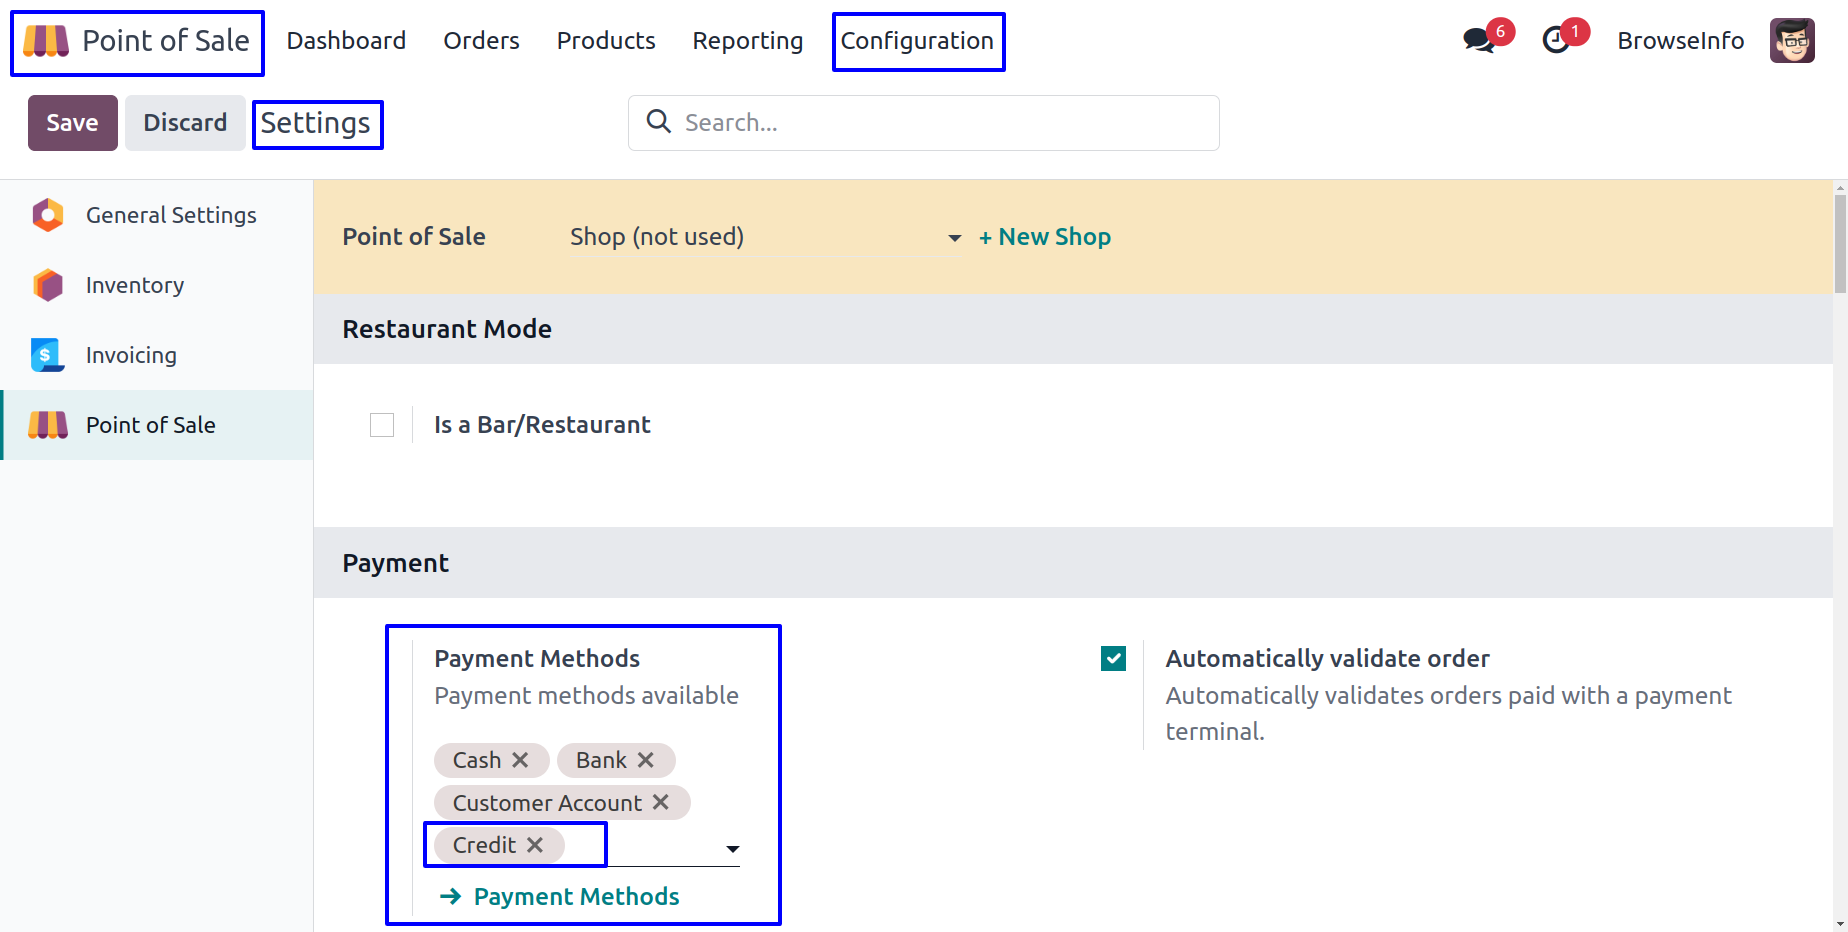 Point of Sale Dashboard Orders Products Reporting Configuration 6 1 BrowseInfo
Save Discard Settings Search...
General Settings
Inventory
Invoicing
Point of Sale
Point of Sale Shop (not used) + New Shop
Restaurant Mode
Is a Bar/Restaurant
Payment
Payment Methods
Payment methods available
Cash Bank
Customer Account
Credit
Payment Methods
Automatically validate order
Automatically validates orders paid with a payment
terminal.